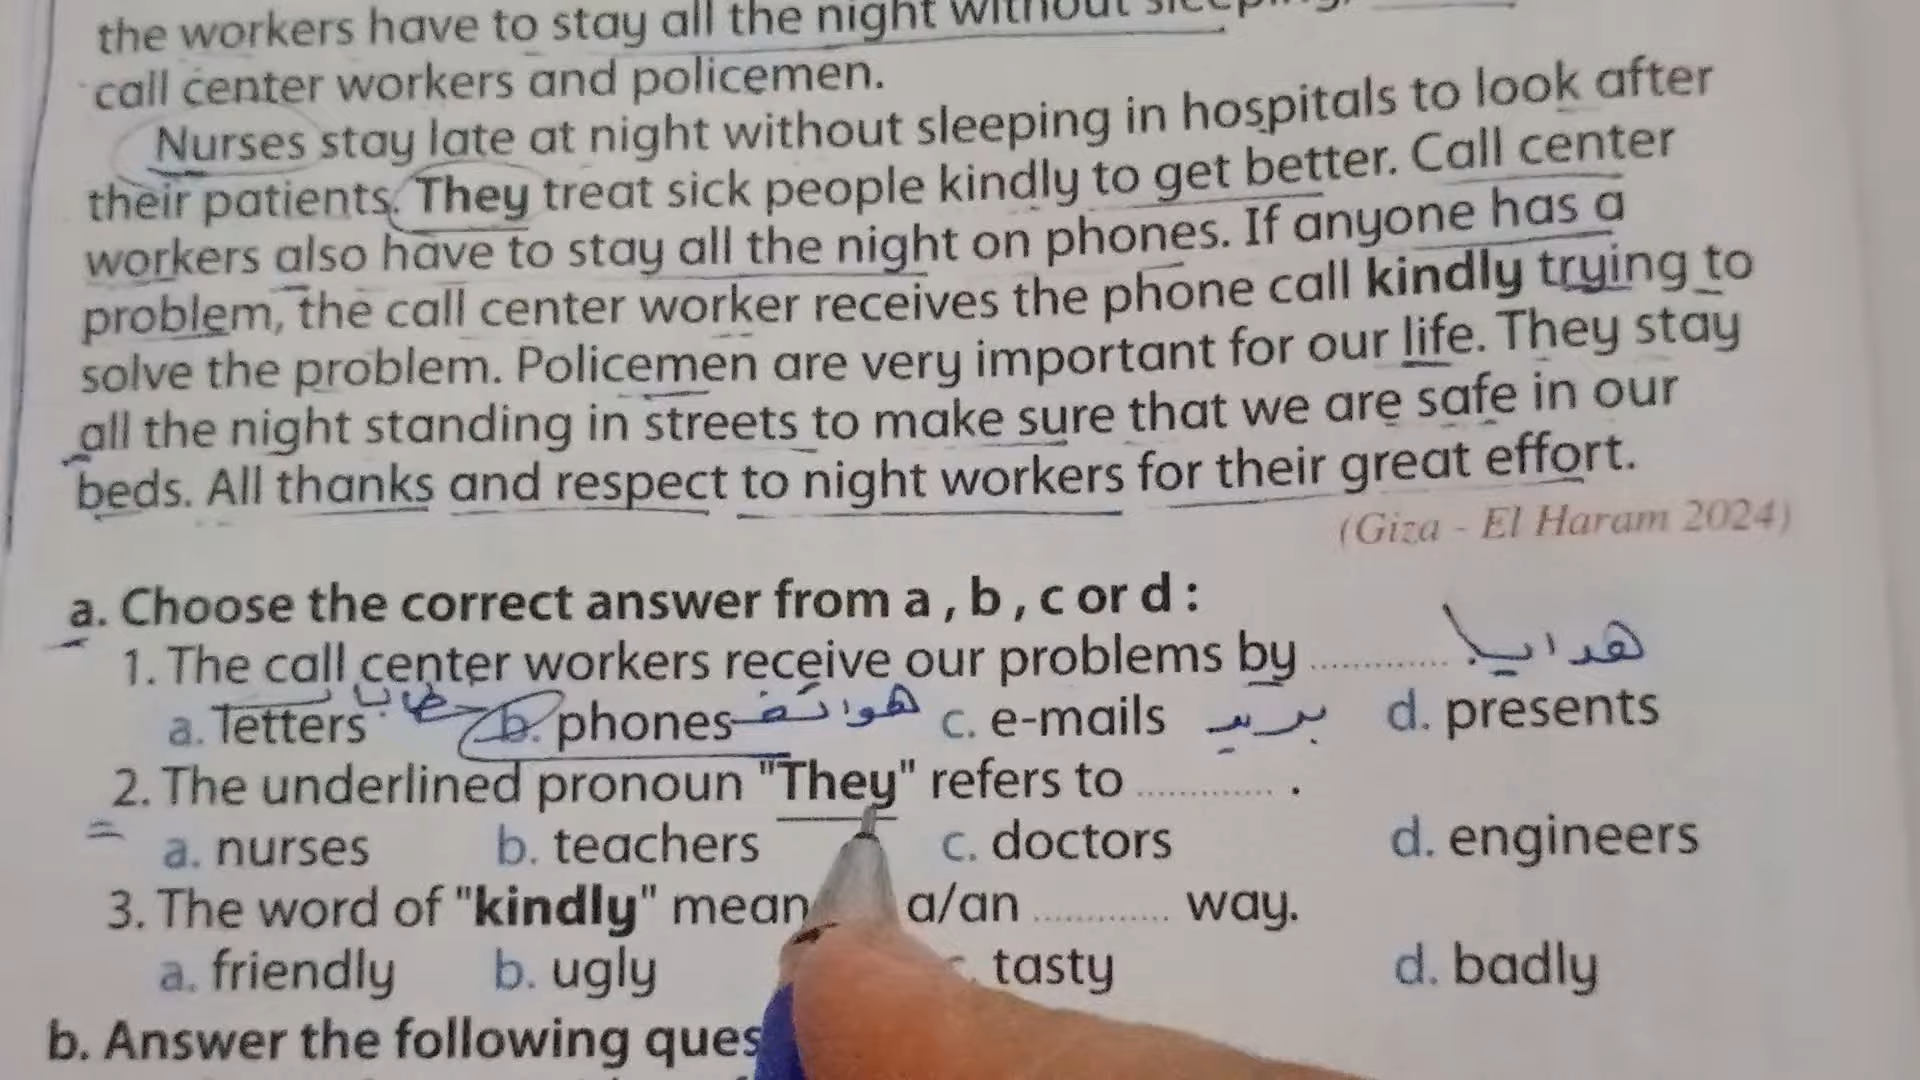 the workers have to stay all the night without sleeping.
call center workers and policemen.
Nurses stay late at night without sleeping in hospitals to look after
their patients. They treat sick people kindly to get better. Call center
workers also have to stay all the night on phones. If anyone has a
problem, the call center worker receives the phone call kindly trying to
solve the problem. Policemen are very important for our life. They stay
all the night standing in streets to make sure that we are safe in our
beds. All thanks and respect to night workers for their great effort.
(Giza - El Haram 2024)
a. Choose the correct answer from a , b , c or d :
1. The call center workers receive our problems by ............. هدايا
a. letters خطابات b. phones هواتف c. e-mails بريد d. presents
2. The underlined pronoun "They" refers to ............. .
a. nurses b. teachers c. doctors d. engineers
3. The word of "kindly" mean a/an ............. way.
a. friendly b. ugly tasty d. badly
b. Answer the following ques